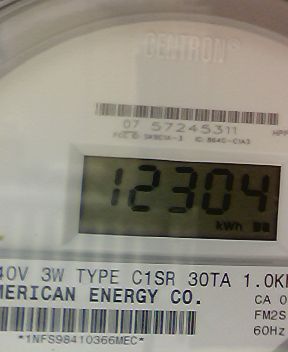 CENTRON®
07 57245311
12304
kWh
40V 3W TYPE C1SR 30TA 1.0K
MERICAN ENERGY CO.
CA 0
FM2S
*1NFS98410366MEC*
60Hz